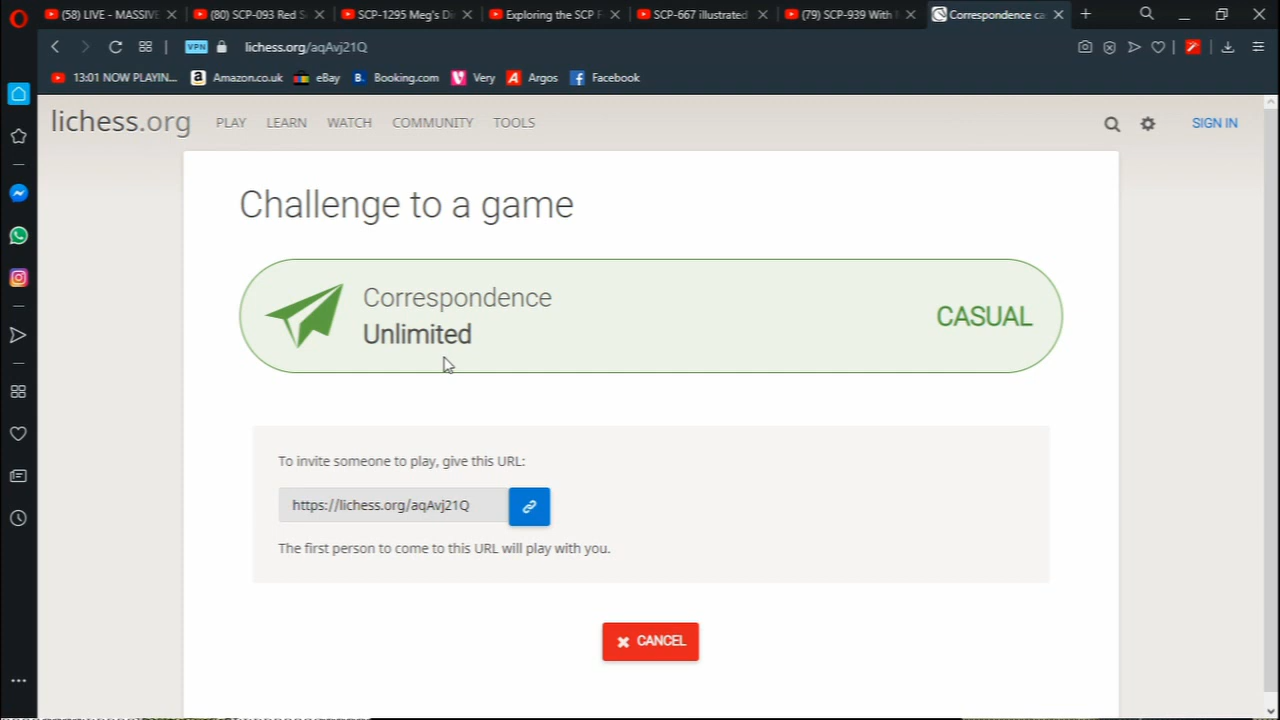 (58) LIVE - MASSIVE
(80) SCP-093 Red S
SCP-1295 Meg's Di
Exploring the SCP F
SCP-667 illustrated
(79) SCP-939 With
Correspondence ca
VPN
lichess.org/aqAvj21Q
13:01 NOW PLAYIN...
Amazon.co.uk
eBay
Booking.com
Very
Argos
Facebook
lichess.org
PLAY
LEARN
WATCH
COMMUNITY
TOOLS
SIGN IN
Challenge to a game
Correspondence
Unlimited
CASUAL
To invite someone to play, give this URL:
https://lichess.org/aqAvj21Q
The first person to come to this URL will play with you.
CANCEL